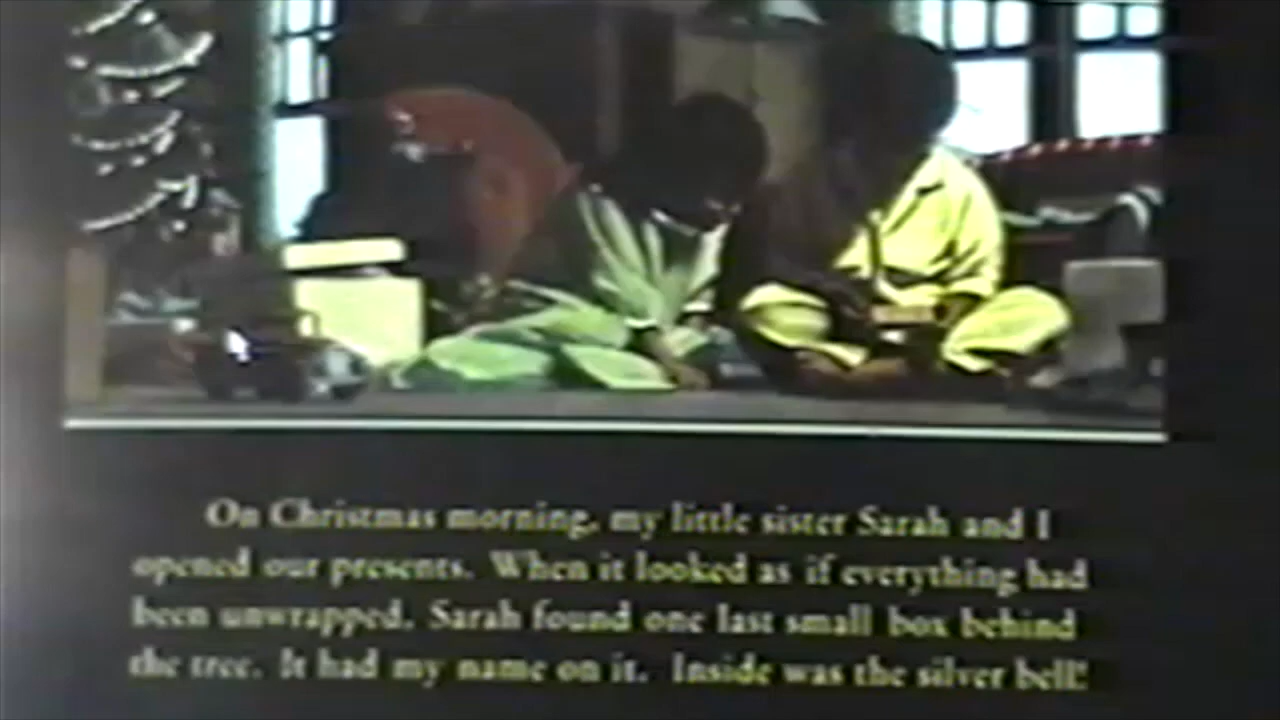 On Christmas morning, my little sister Sarah and I
opened our presents. When it looked as if everything had
been unwrapped, Sarah found one last small box behind
the tree. It had my name on it. Inside was the silver bell!